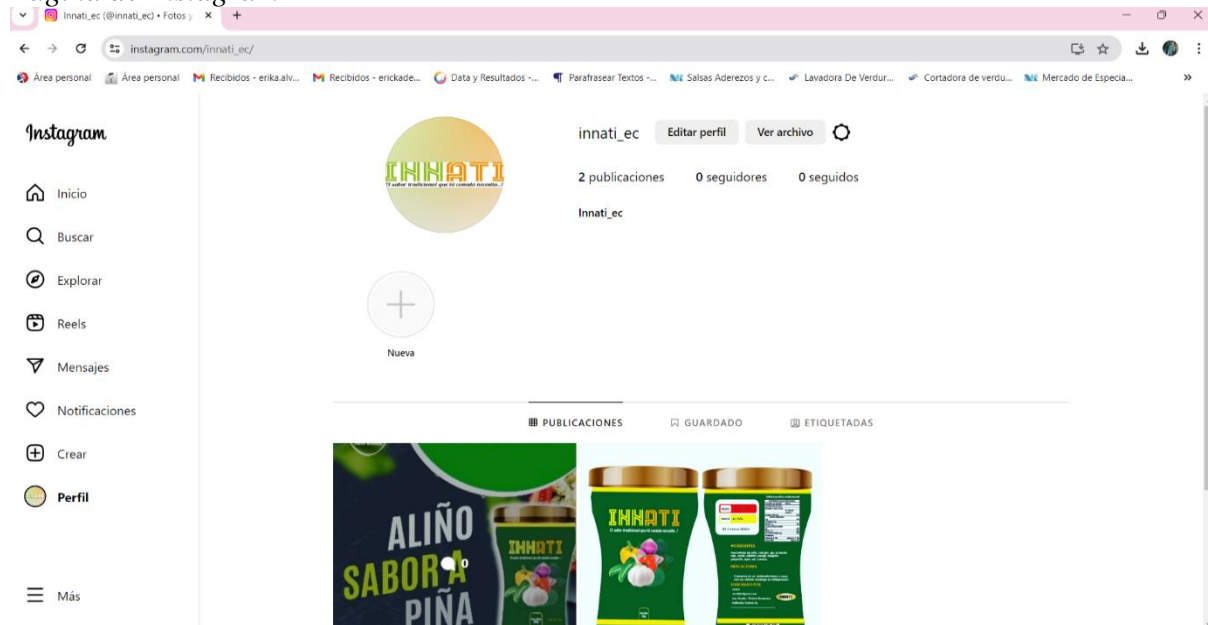 Innati_ec (@innati_ec) • Fotos y
instagram.com/innati_ec/
Área personal Área personal Recibidos - erika.alv... Recibidos - erickade... Data y Resultados -... Parafrasear Textos -... Salsas Aderezos y c... Lavadora De Verdur... Cortadora de verdu... Mercado de Especia...
Instagram
innati_ec Editar perfil Ver archivo
INNATI
2 publicaciones 0 seguidores 0 seguidos
Innati_ec
Inicio
Buscar
Explorar
Reels
Mensajes
Notificaciones
Crear
Perfil
Más
Nueva
PUBLICACIONES GUARDADO ETIQUETADAS
ALIÑO
SABOR A
PIÑA
0
INNATI
INNATI
INGREDIENTES
INNATI